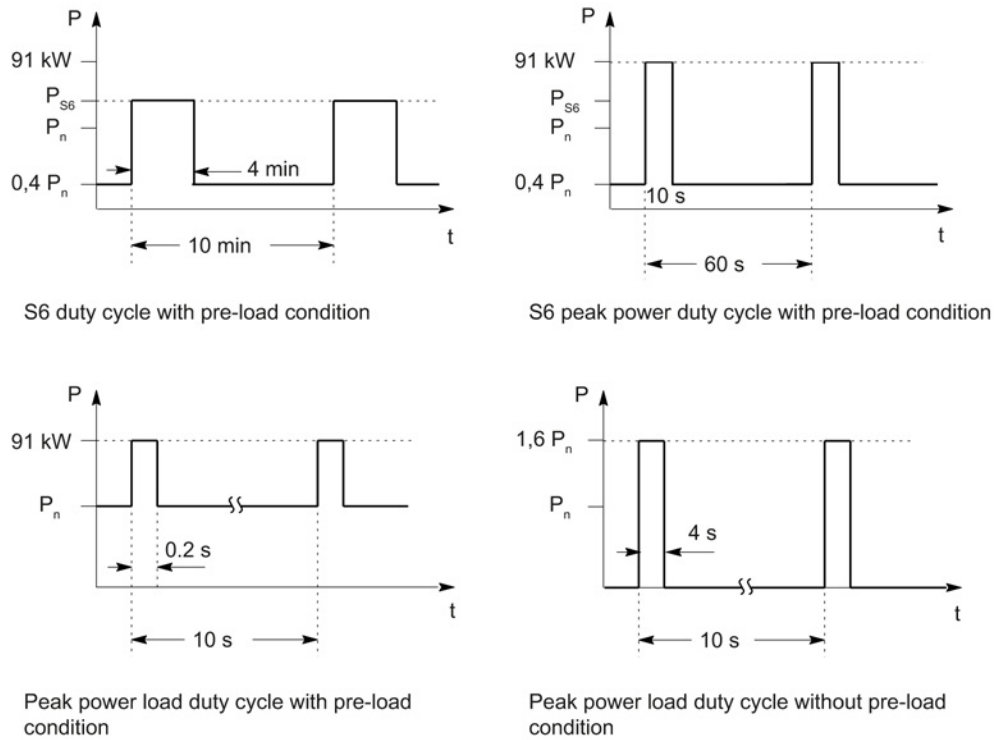 P
91 kW
P_S6
P_n
0,4 P_n
4 min
t
10 min
S6 duty cycle with pre-load condition
P
91 kW
P_S6
P_n
0,4 P_n
10 s
t
60 s
S6 peak power duty cycle with pre-load condition
P
91 kW
P_n
0.2 s
t
10 s
Peak power load duty cycle with pre-load
condition
P
1,6 P_n
P_n
4 s
t
10 s
Peak power load duty cycle without pre-load
condition